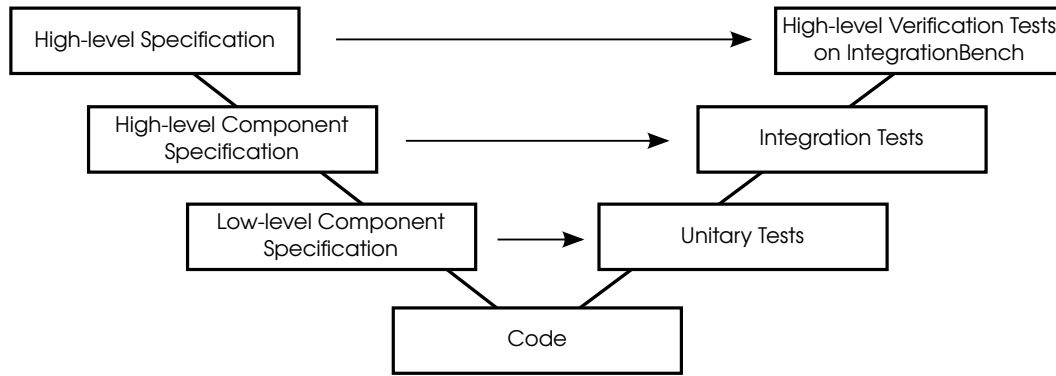 High-level Specification
High-level Verification Tests
on IntegrationBench
High-level Component
Specification
Integration Tests
Low-level Component
Specification
Unitary Tests
Code